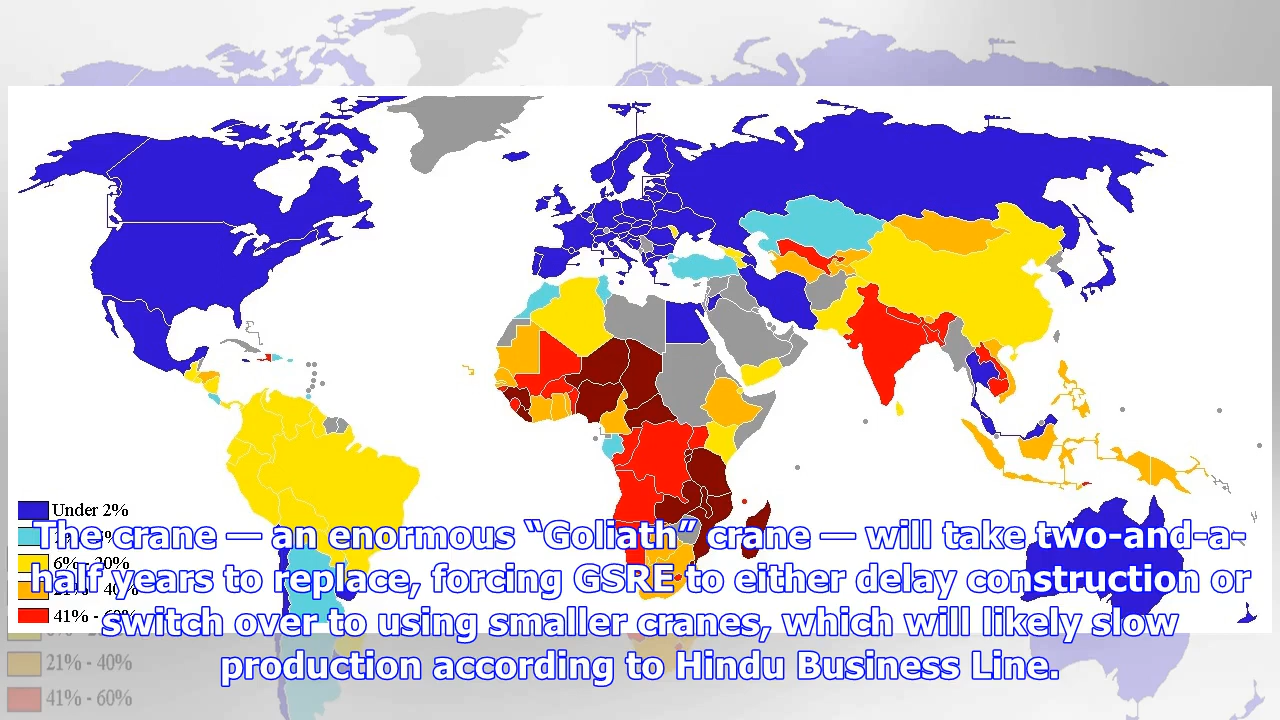 Under 2%
The crane — an enormous “Goliath” crane — will take two-and-a-
half years to replace, forcing GSRE to either delay construction or
switch over to using smaller cranes, which will likely slow
production according to Hindu Business Line.
21% - 40%
41% - 60%